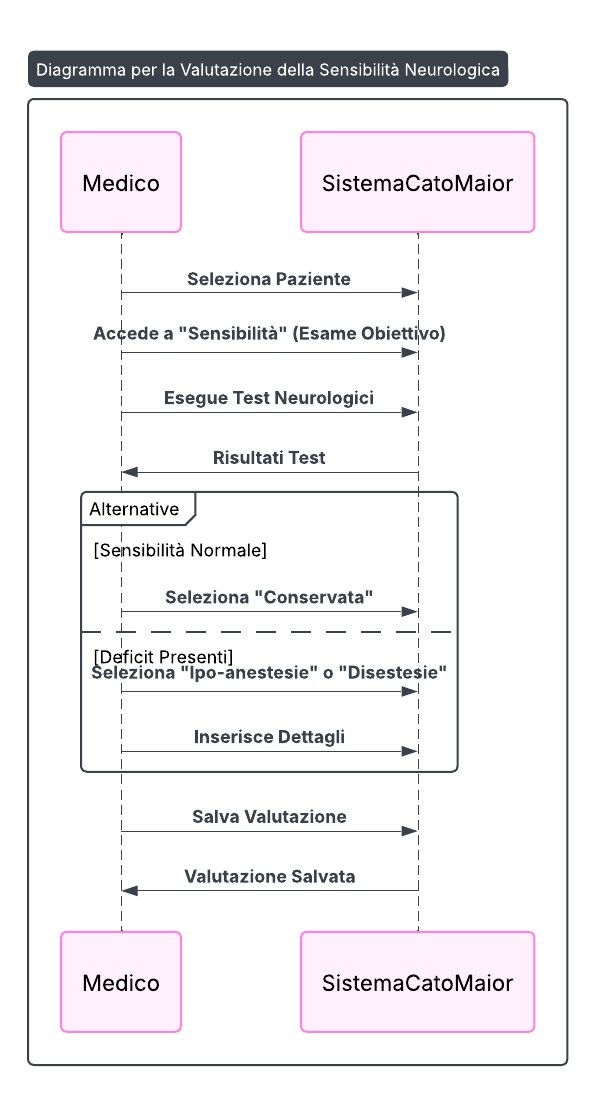 Diagramma per la Valutazione della Sensibilità Neurologica
Medico
SistemaCatoMaior
Seleziona Paziente
Accede a "Sensibilità" (Esame Obiettivo)
Esegue Test Neurologici
Risultati Test
Alternative
[Sensibilità Normale]
Seleziona "Conservata"
[Deficit Presenti]
Seleziona "Ipo-anestesie" o "Disestesie"
Inserisce Dettagli
Salva Valutazione
Valutazione Salvata
Medico
SistemaCatoMaior